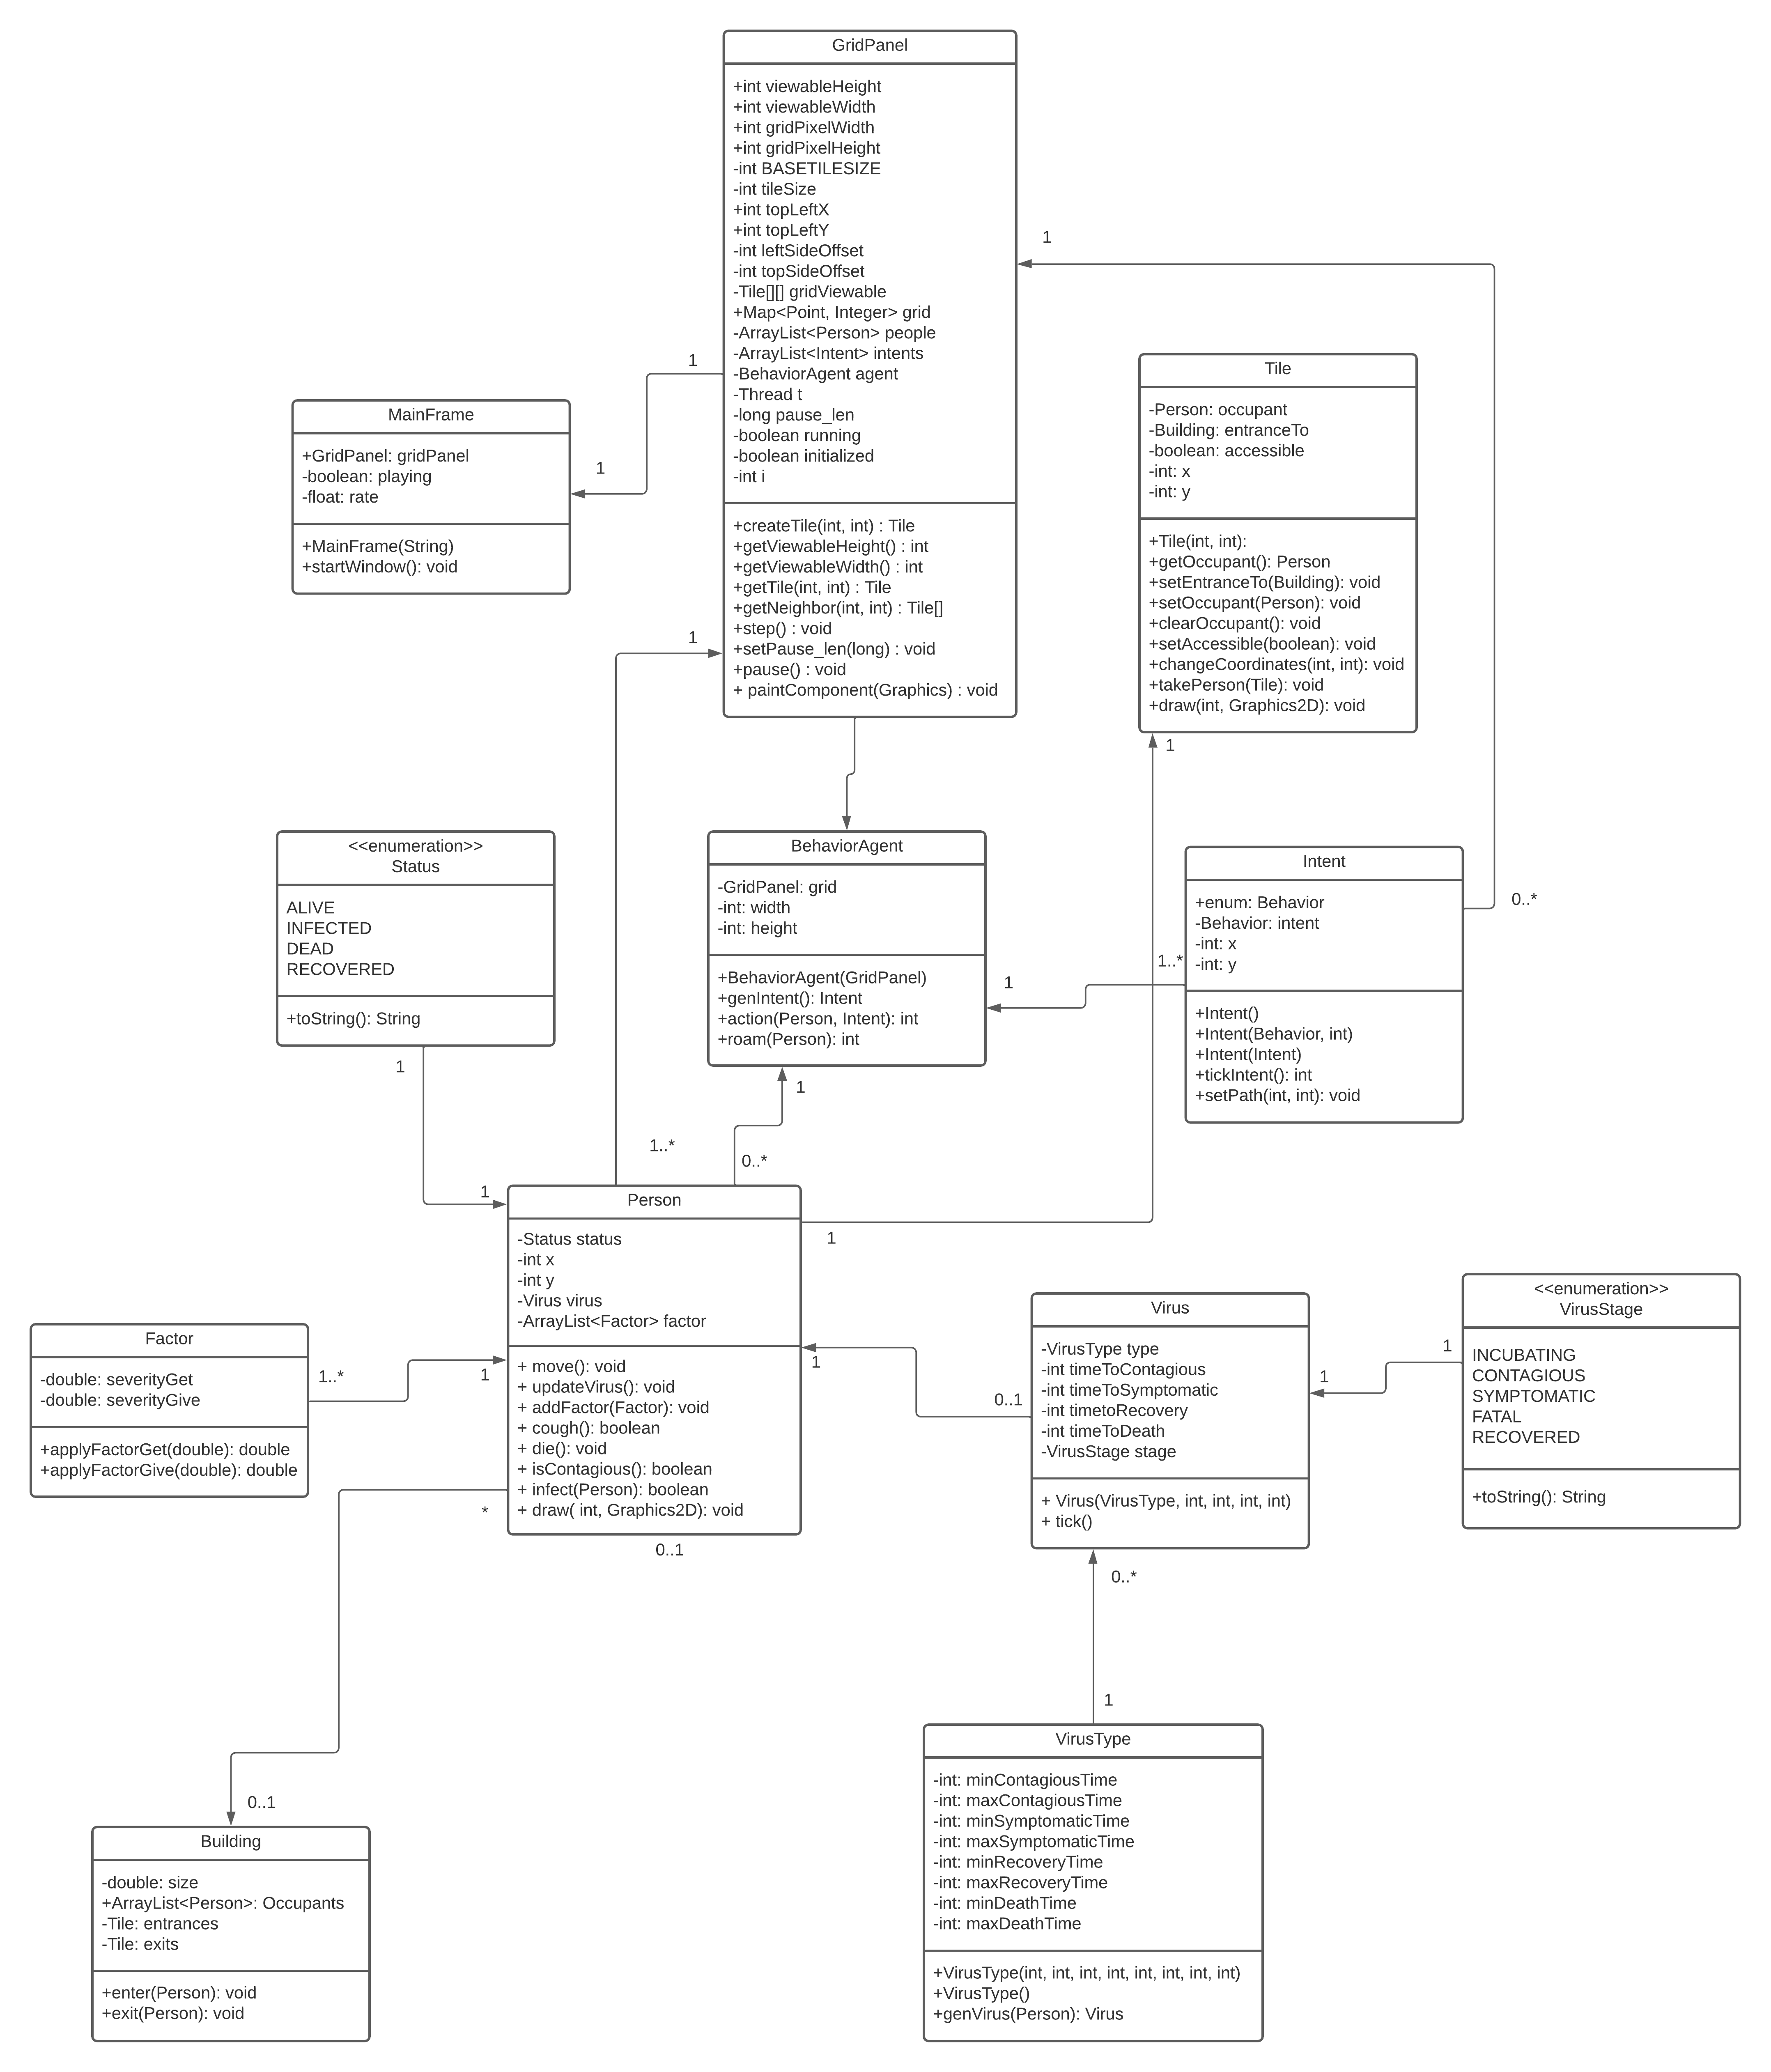 GridPanel
+int viewableHeight
+int viewableWidth
+int gridPixelWidth
+int gridPixelHeight
-int BASETILESIZE
-int tileSize
+int topLeftX
+int topLeftY
-int leftSideOffset
-int topSideOffset
-Tile[][] gridViewable
+Map<Point, Integer> grid
-ArrayList<Person> people
-ArrayList<Intent> intents
-BehaviorAgent agent
-Thread t
-long pause_len
-boolean running
-boolean initialized
-int i
+createTile(int, int) : Tile
+getViewableHeight() : int
+getViewableWidth() : int
+getTile(int, int) : Tile
+getNeighbor(int, int) : Tile[]
+step() : void
+setPause_len(long) : void
+pause() : void
+ paintComponent(Graphics) : void
1
1
1
1
MainFrame
+GridPanel: gridPanel
-boolean: playing
-float: rate
+MainFrame(String)
+startWindow(): void
Tile
-Person: occupant
-Building: entranceTo
-boolean: accessible
-int: x
-int: y
+Tile(int, int):
+getOccupant(): Person
+setEntranceTo(Building): void
+setOccupant(Person): void
+clearOccupant(): void
+setAccessible(boolean): void
+changeCoordinates(int, int): void
+takePerson(Tile): void
+draw(int, Graphics2D): void
1
<<enumeration>>
Status
ALIVE
INFECTED
DEAD
RECOVERED
+toString(): String
1
1
BehaviorAgent
-GridPanel: grid
-int: width
-int: height
+BehaviorAgent(GridPanel)
+genIntent(): Intent
+action(Person, Intent): int
+roam(Person): int
1
1
1..*
0..*
Intent
+enum: Behavior
-Behavior: intent
-int: x
-int: y
+Intent()
+Intent(Behavior, int)
+Intent(Intent)
+tickIntent(): int
+setPath(int, int): void
1..*
0..*
Person
-Status status
-int x
-int y
-Virus virus
-ArrayList<Factor> factor
+ move(): void
+ updateVirus(): void
+ addFactor(Factor): void
+ cough(): boolean
+ die(): void
+ isContagious(): boolean
+ infect(Person): boolean
+ draw( int, Graphics2D): void
1
1
0..1
*
0..1
Factor
-double: severityGet
-double: severityGive
+applyFactorGet(double): double
+applyFactorGive(double): double
1..*
1
Virus
-VirusType type
-int timeToContagious
-int timeToSymptomatic
-int timetoRecovery
-int timeToDeath
-VirusStage stage
+ Virus(VirusType, int, int, int, int)
+ tick()
1
1
<<enumeration>>
VirusStage
INCUBATING
CONTAGIOUS
SYMPTOMATIC
FATAL
RECOVERED
+toString(): String
0..*
1
VirusType
-int: minContagiousTime
-int: maxContagiousTime
-int: minSymptomaticTime
-int: maxSymptomaticTime
-int: minRecoveryTime
-int: maxRecoveryTime
-int: minDeathTime
-int: maxDeathTime
+VirusType(int, int, int, int, int, int, int, int)
+VirusType()
+genVirus(Person): Virus
0..1
Building
-double: size
+ArrayList<Person>: Occupants
-Tile: entrances
-Tile: exits
+enter(Person): void
+exit(Person): void